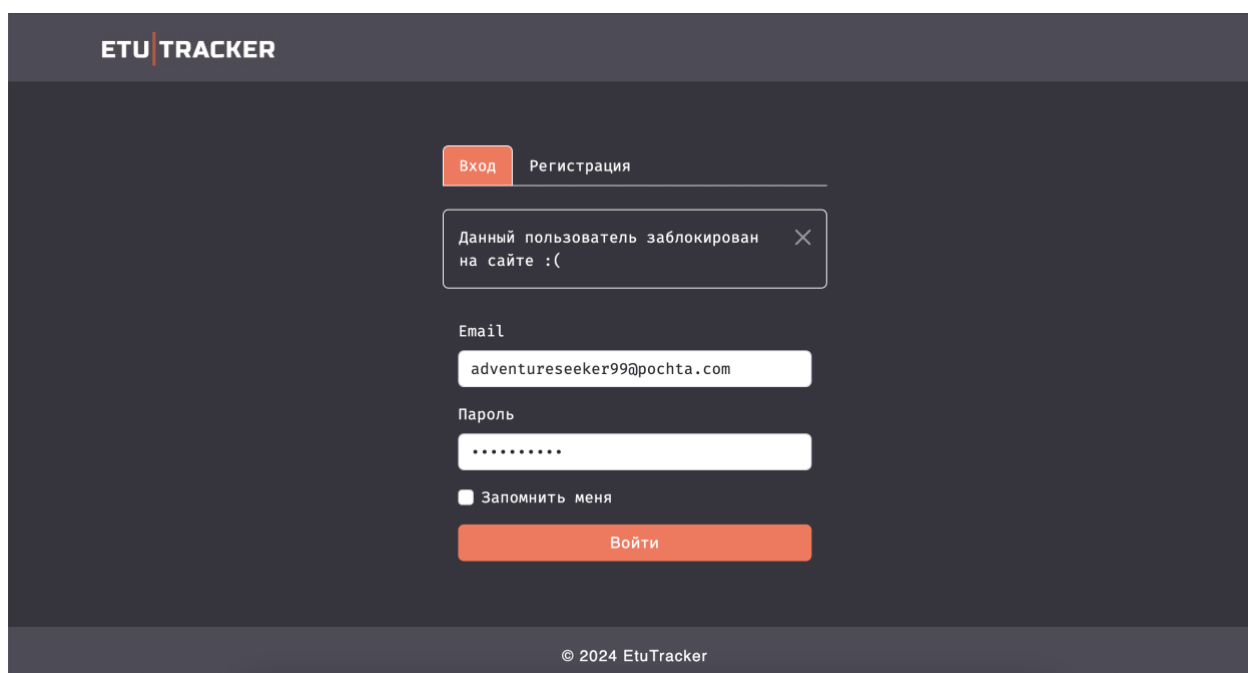 ETU|TRACKER
Вход Регистрация
Данный пользователь заблокирован
на сайте :(
Email
adventureseeker99@pochta.com
Пароль
••••••••••
Запомнить меня
Войти
© 2024 EtuTracker